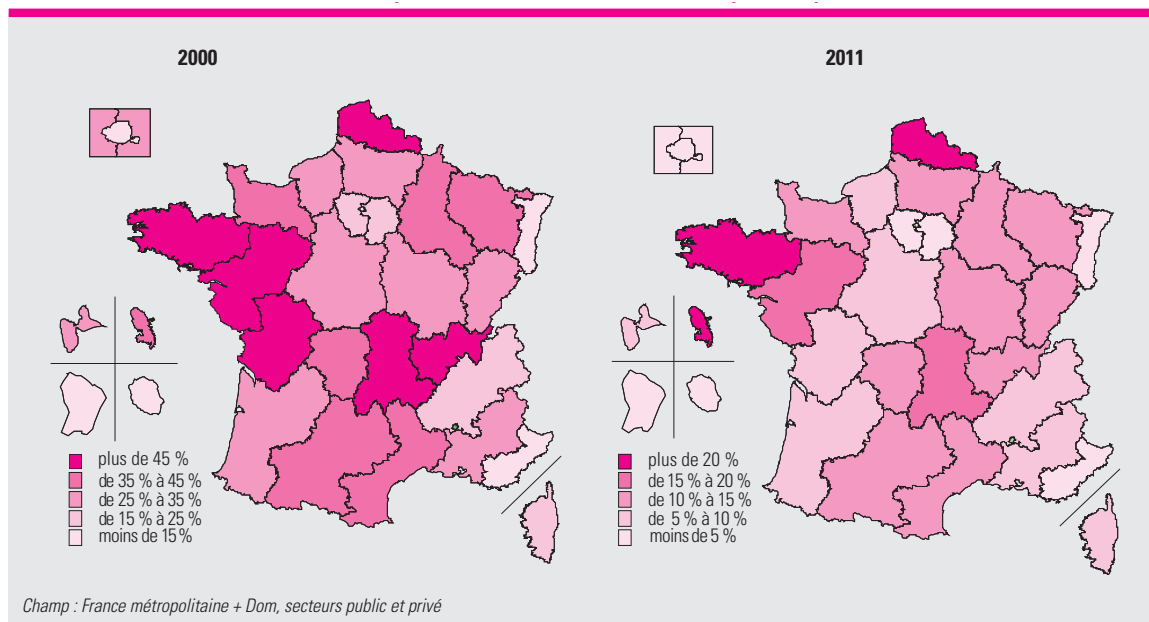 2000
2011
plus de 45 %
de 35 % à 45 %
de 25 % à 35 %
de 15 % à 25 %
moins de 15 %
plus de 20 %
de 15 % à 20 %
de 10 % à 15 %
de 5 % à 10 %
moins de 5 %
Champ : France métropolitaine + Dom, secteurs public et privé